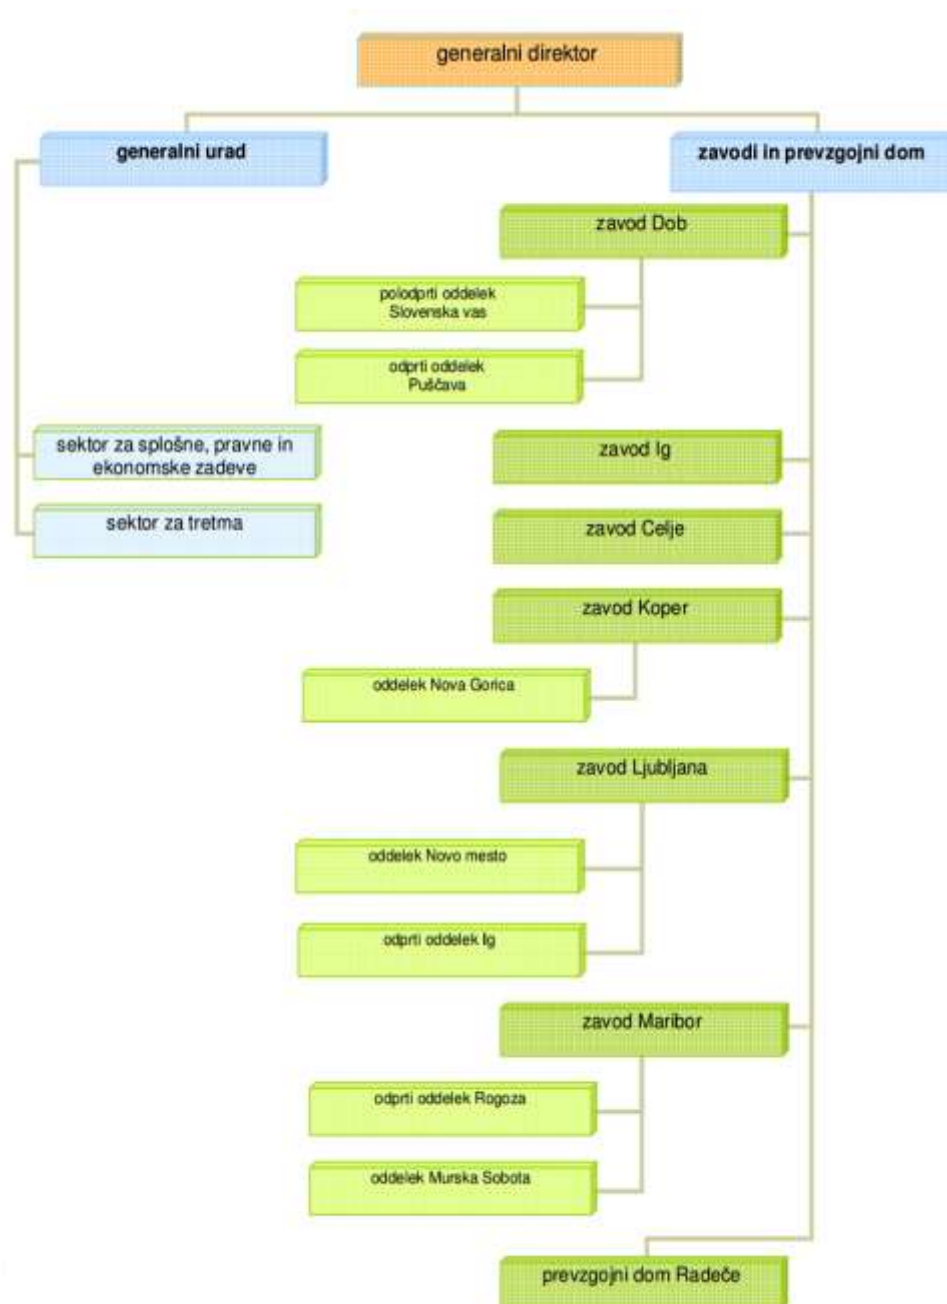 generalni direktor
generalni urad
zavodi in prevzgojni dom
zavod Dob
polodprti oddelek
Slovenska vas
odprti oddelek
Puščava
sektor za splošne, pravne in
ekonomske zadeve
zavod Ig
sektor za tretma
zavod Celje
zavod Koper
oddelek Nova Gorica
zavod Ljubljana
oddelek Novo mesto
odprti oddelek Ig
zavod Maribor
odprti oddelek Rogoza
oddelek Murska Sobota
prevzgojni dom Radeče